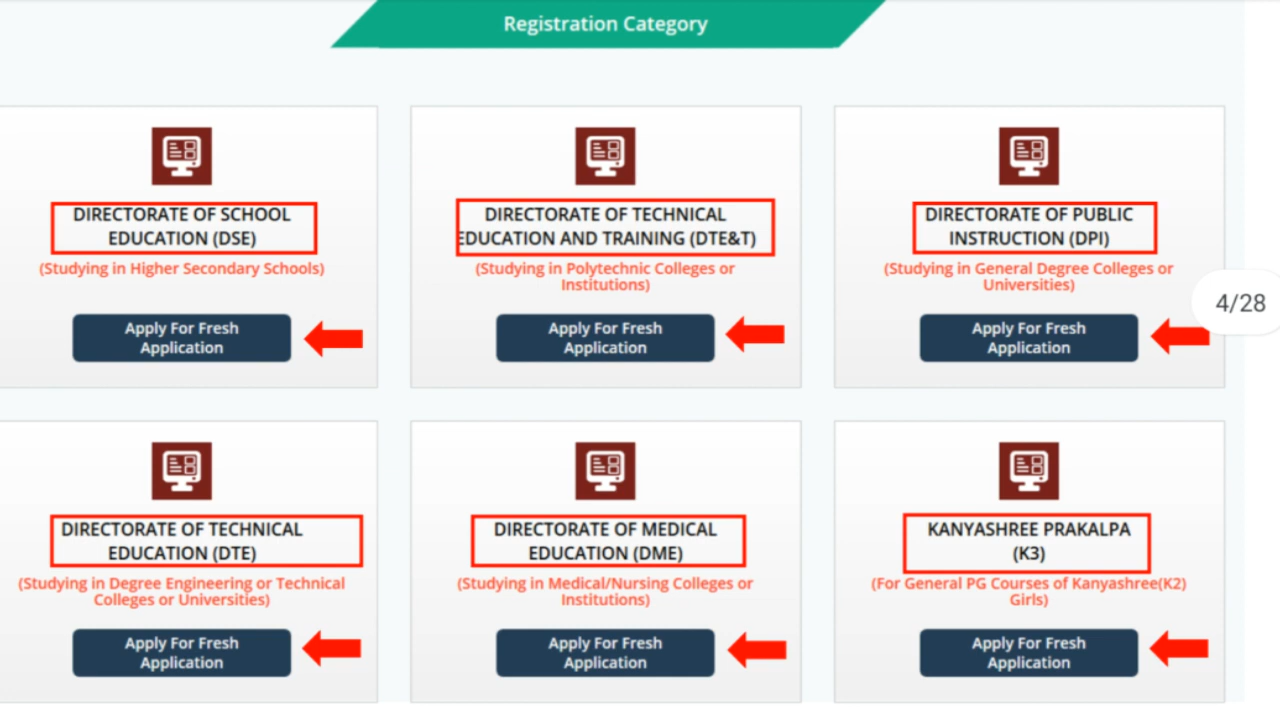 Registration Category
DIRECTORATE OF SCHOOL
EDUCATION (DSE)
(Studying in Higher Secondary Schools)
Apply For Fresh
Application
DIRECTORATE OF TECHNICAL
EDUCATION AND TRAINING (DTE&T)
(Studying in Polytechnic Colleges or
Institutions)
Apply For Fresh
Application
DIRECTORATE OF PUBLIC
INSTRUCTION (DPI)
(Studying in General Degree Colleges or
Universities)
Apply For Fresh
Application
4/28
DIRECTORATE OF TECHNICAL
EDUCATION (DTE)
(Studying in Degree Engineering or Technical
Colleges or Universities)
Apply For Fresh
Application
DIRECTORATE OF MEDICAL
EDUCATION (DME)
(Studying in Medical/Nursing Colleges or
Institutions)
Apply For Fresh
Application
KANYASHREE PRAKALPA
(K3)
(For General PG Courses of Kanyashree(K2)
Girls)
Apply For Fresh
Application